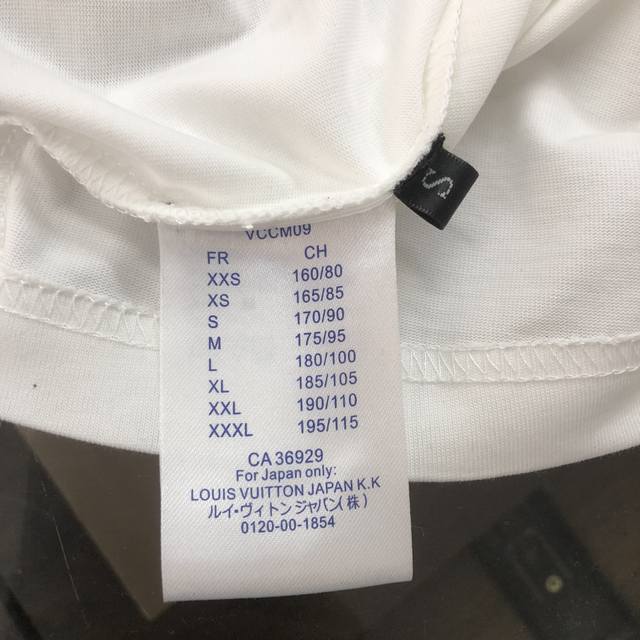 VCCM09
FR CH
XXS 160/80
XS 165/85
S 170/90
M 175/95
L 180/100
XL 185/105
XXL 190/110
XXXL 195/115
CA 36929
For Japan only:
LOUIS VUITTON JAPAN K.K
ルイ・ヴィトンジャパン(株)
0120-00-1854
S